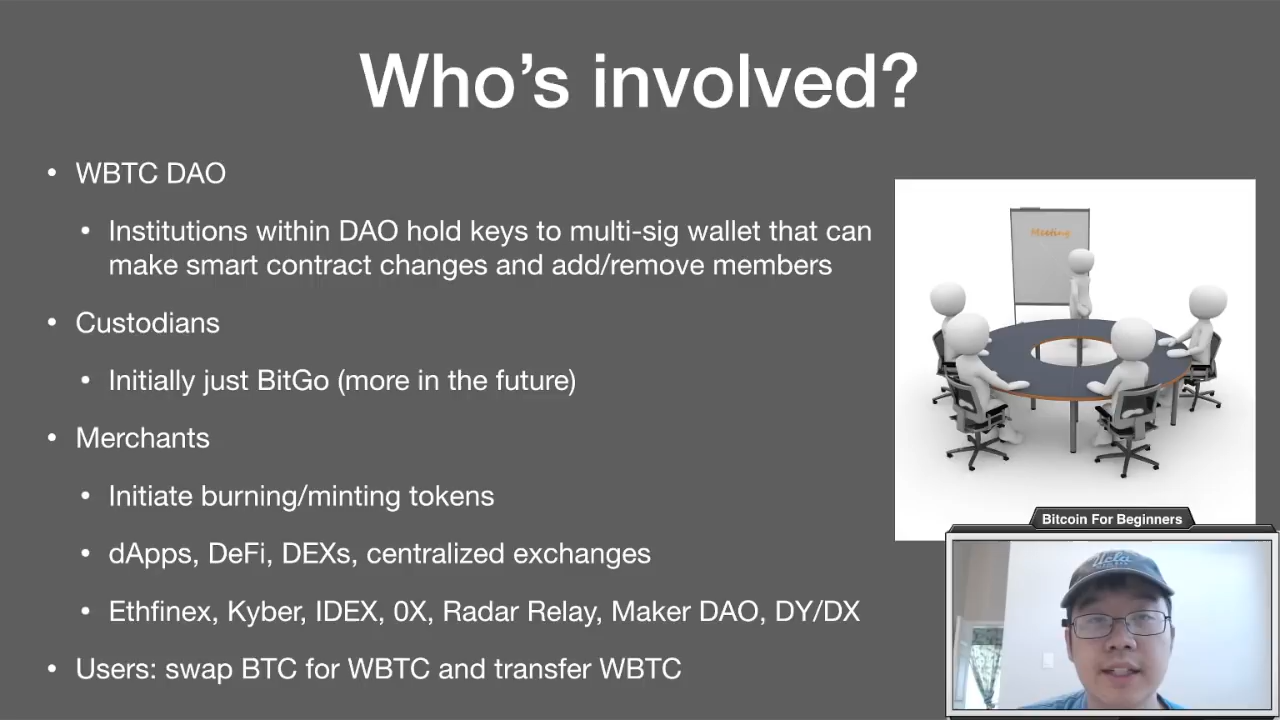 Who's involved?
• WBTC DAO
• Institutions within DAO hold keys to multi-sig wallet that can
make smart contract changes and add/remove members
• Custodians
• Initially just BitGo (more in the future)
• Merchants
• Initiate burning/minting tokens
• dApps, DeFi, DEXs, centralized exchanges
• Ethfinex, Kyber, IDEX, 0X, Radar Relay, Maker DAO, DY/DX
• Users: swap BTC for WBTC and transfer WBTC
Meeting
Bitcoin For Beginners
Ucla